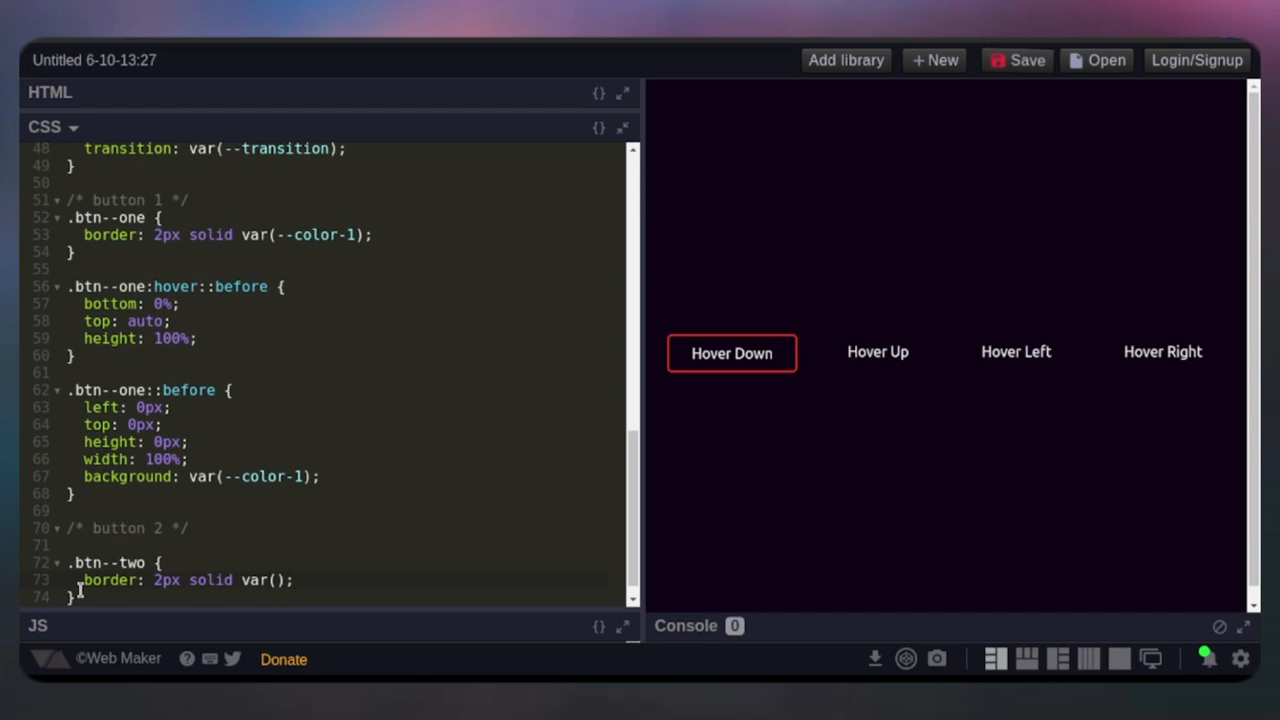 Untitled 6-10-13:27
Add library
+ New
Save
Open
Login/Signup
HTML
{}
CSS
{}
48 transition: var(--transition);
49 }
50
51 /* button 1 */
52 .btn--one {
53 border: 2px solid var(--color-1);
54 }
55
56 .btn--one:hover::before {
57 bottom: 0%;
58 top: auto;
59 height: 100%;
60 }
61
62 .btn--one::before {
63 left: 0px;
64 top: 0px;
65 height: 0px;
66 width: 100%;
67 background: var(--color-1);
68 }
69
70 /* button 2 */
71
72 .btn--two {
73 border: 2px solid var();
74 }
Hover Down
Hover Up
Hover Left
Hover Right
JS
{}
Console 0
©Web Maker
?
Donate